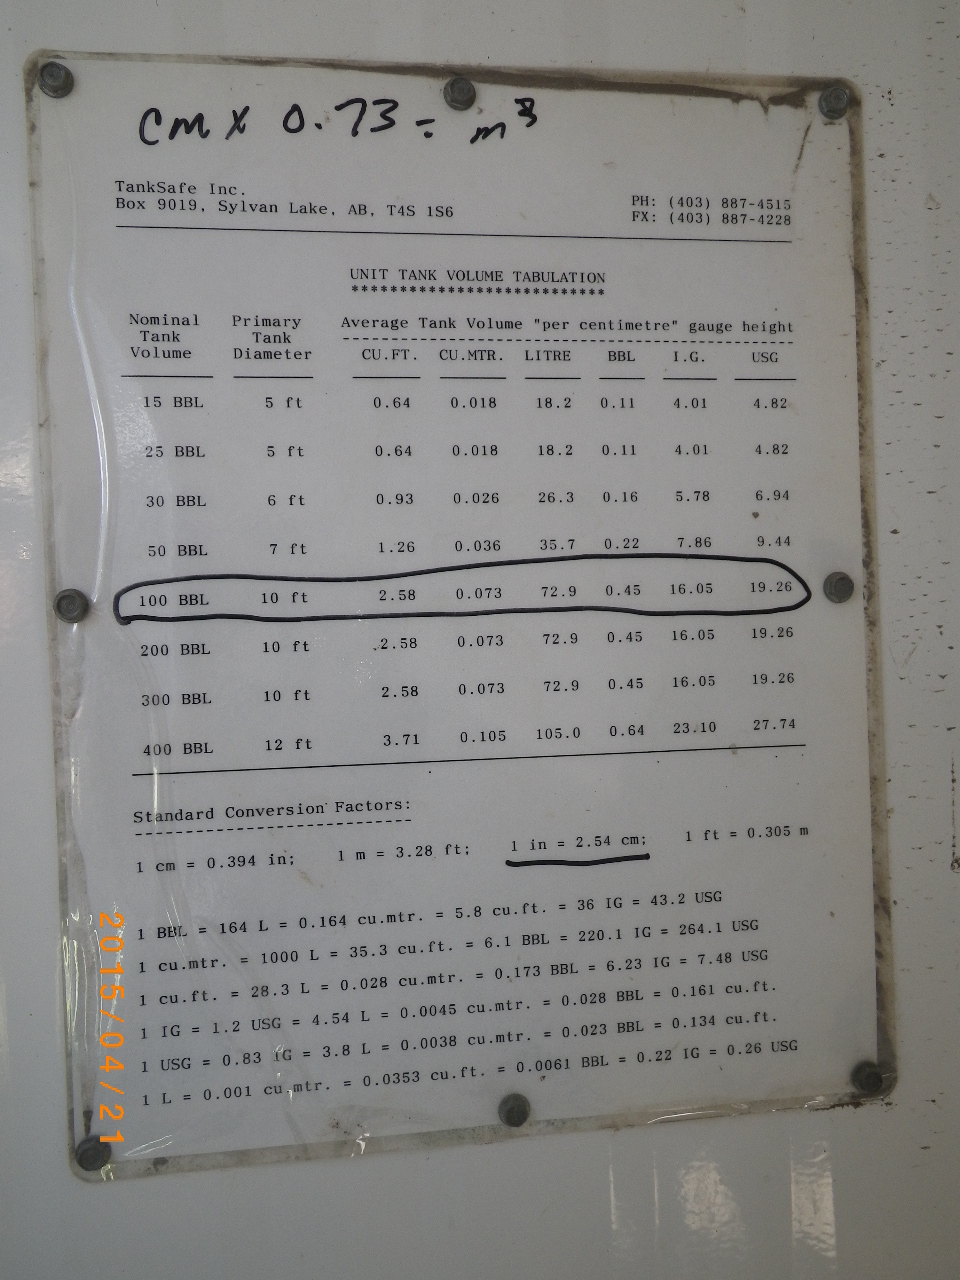 cm x 0.73 = m³
TankSafe Inc.
Box 9019, Sylvan Lake, AB, T4S 1S6
PH: (403) 887-4515
FX: (403) 887-4228
UNIT TANK VOLUME TABULATION
**************************
Nominal Tank Volume Primary Tank Diameter Average Tank Volume "per centimetre" gauge height
CU.FT. CU.MTR. LITRE BBL I.G. USG
15 BBL 5 ft 0.64 0.018 18.2 0.11 4.01 4.82
25 BBL 5 ft 0.64 0.018 18.2 0.11 4.01 4.82
30 BBL 6 ft 0.93 0.026 26.3 0.16 5.78 6.94
50 BBL 7 ft 1.26 0.036 35.7 0.22 7.86 9.44
100 BBL 10 ft 2.58 0.073 72.9 0.45 16.05 19.26
200 BBL 10 ft 2.58 0.073 72.9 0.45 16.05 19.26
300 BBL 10 ft 2.58 0.073 72.9 0.45 16.05 19.26
400 BBL 12 ft 3.71 0.105 105.0 0.64 23.10 27.74
Standard Conversion Factors:
1 cm = 0.394 in; 1 m = 3.28 ft; 1 in = 2.54 cm; 1 ft = 0.305 m
1 BBL = 164 L = 0.164 cu.mtr. = 5.8 cu.ft. = 36 IG = 43.2 USG
1 cu.mtr. = 1000 L = 35.3 cu.ft. = 6.1 BBL = 220.1 IG = 264.1 USG
1 cu.ft. = 28.3 L = 0.028 cu.mtr. = 0.173 BBL = 6.23 IG = 7.48 USG
1 IG = 1.2 USG = 4.54 L = 0.0045 cu.mtr. = 0.028 BBL = 0.161 cu.ft.
1 USG = 0.83 IG = 3.8 L = 0.0038 cu.mtr. = 0.023 BBL = 0.134 cu.ft.
1 L = 0.001 cu.mtr. = 0.0353 cu.ft. = 0.0061 BBL = 0.22 IG = 0.26 USG
2015/04/21